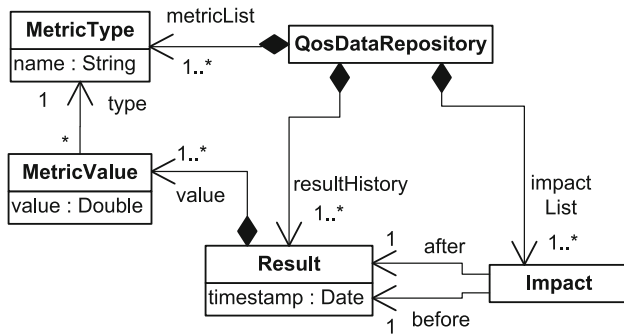 MetricType
name : String
metricList
1..*
QosDataRepository
1
type
*
MetricValue
value : Double
1..*
value
resultHistory
1..*
impact
List
1..*
Result
timestamp : Date
1
after
before
1
Impact